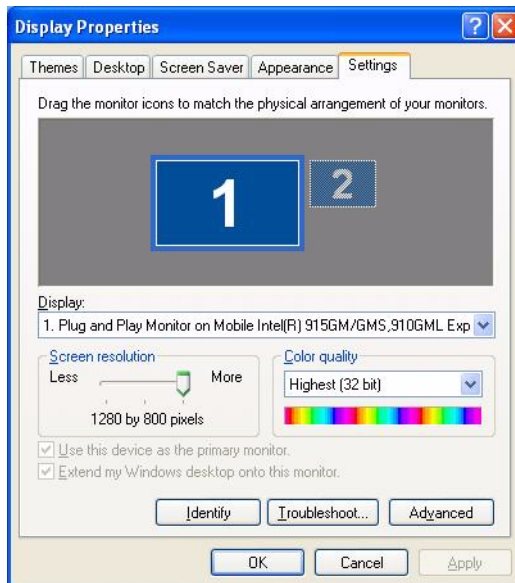 Display Properties
Themes Desktop Screen Saver Appearance Settings
Drag the monitor icons to match the physical arrangement of your monitors.
1 2
Display:
1. Plug and Play Monitor on Mobile Intel(R) 915GM/GMS,910GML Exp
Screen resolution
Less More
1280 by 800 pixels
Color quality
Highest (32 bit)
Use this device as the primary monitor.
Extend my Windows desktop onto this monitor.
Identify Troubleshoot... Advanced
OK Cancel Apply